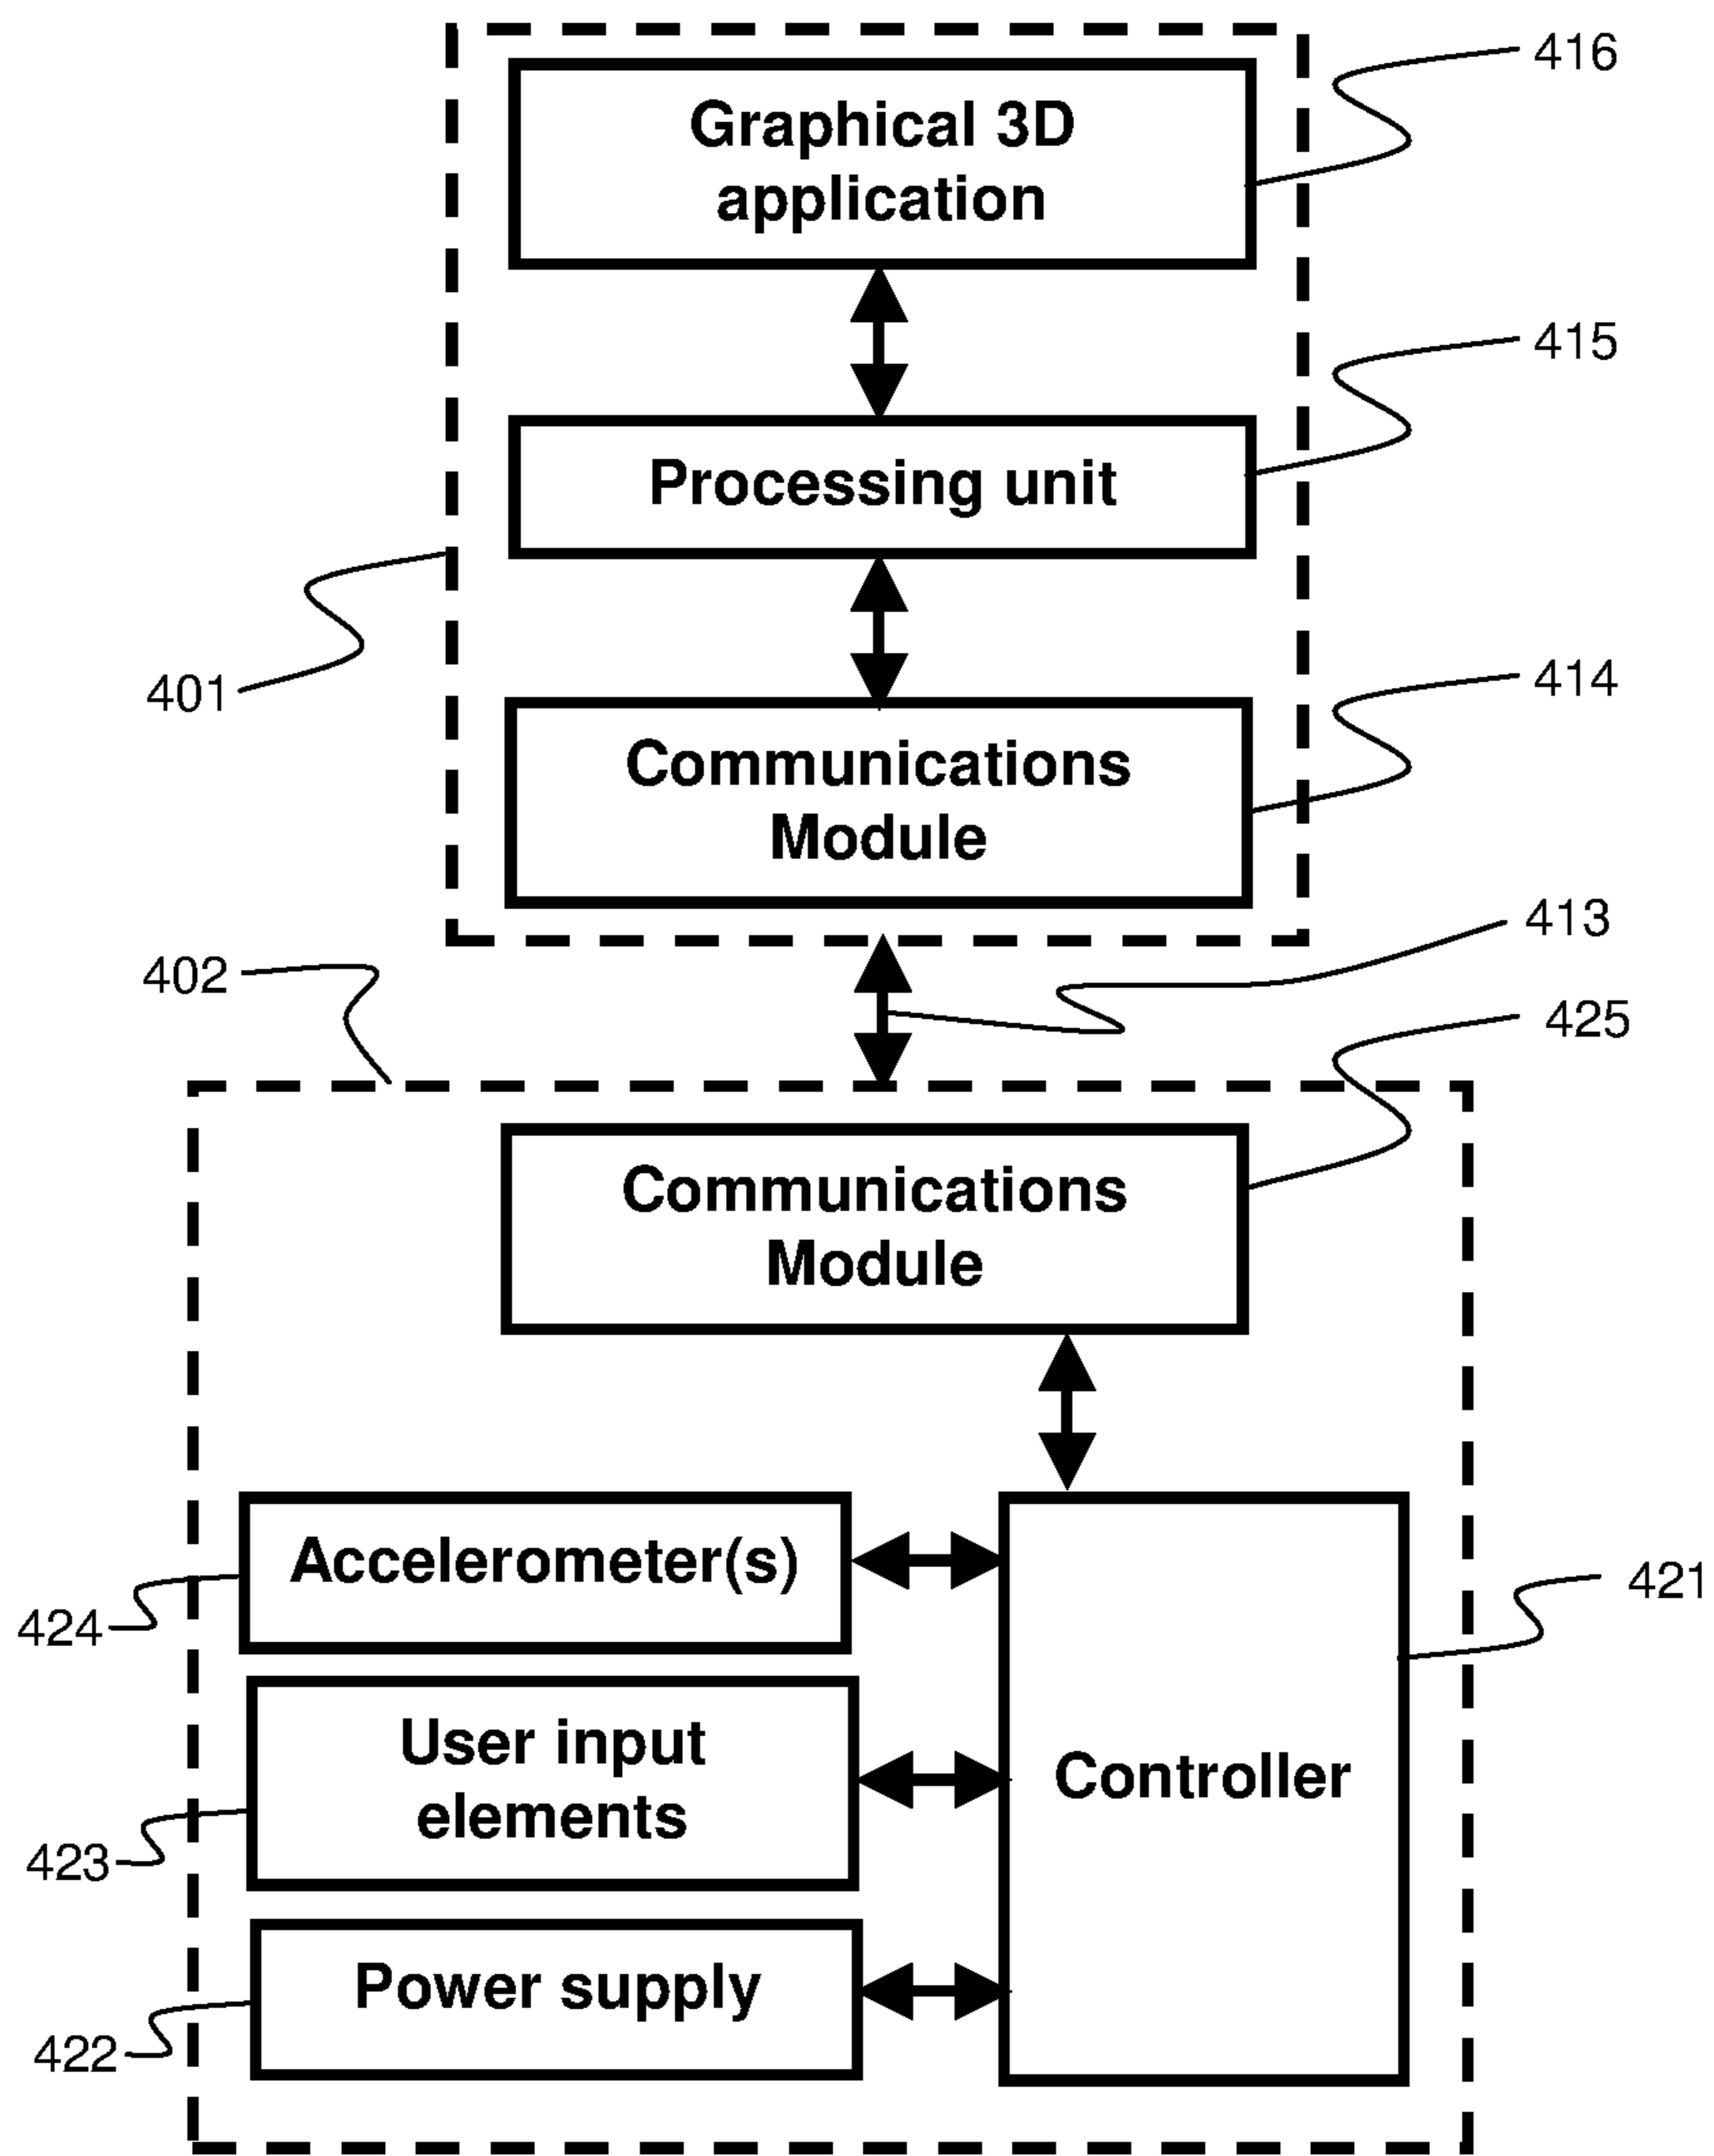 416
Graphical 3D
application
415
Processing unit
401
414
Communications
Module
413
402
425
Communications
Module
Accelerometer(s)
421
424
User input
elements
Controller
423
Power supply
422